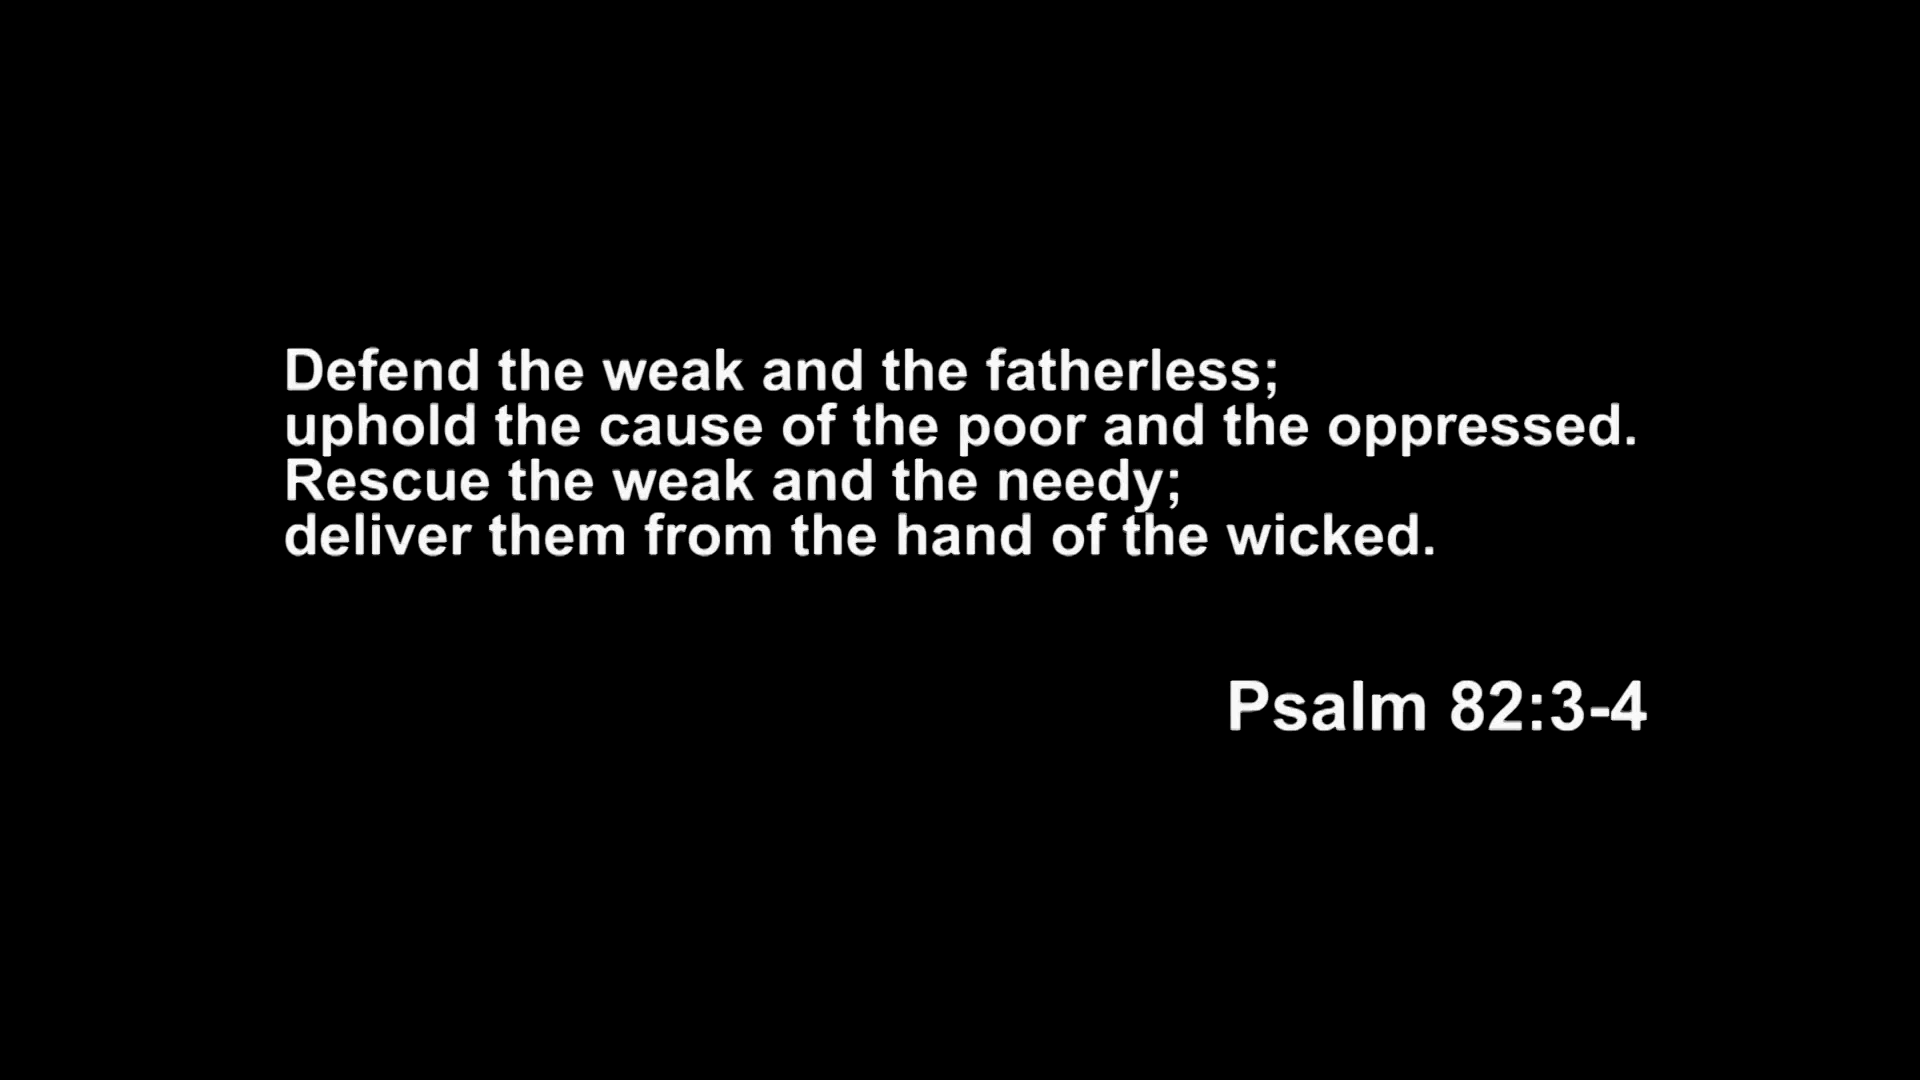 Defend the weak and the fatherless;
uphold the cause of the poor and the oppressed.
Rescue the weak and the needy;
deliver them from the hand of the wicked.
Psalm 82:3-4